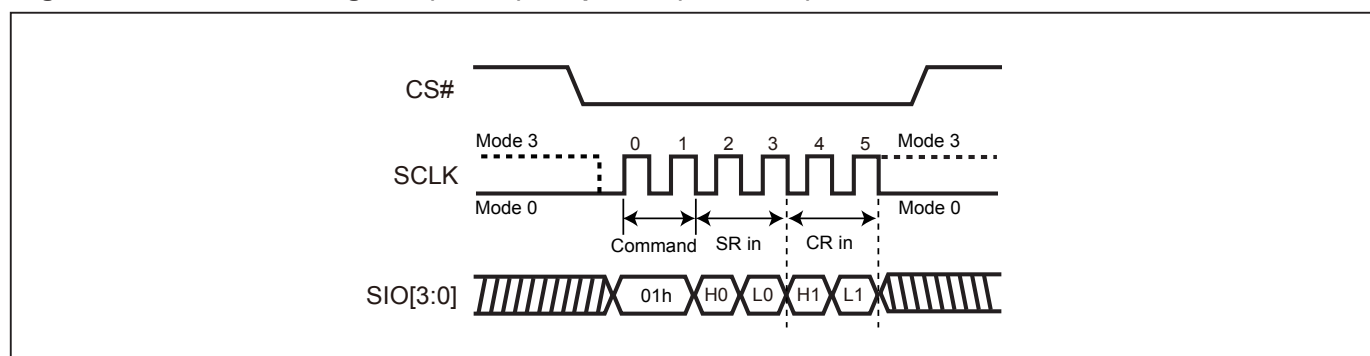 CS#
Mode 3
0 1 2 3 4 5
Mode 3
SCLK
Mode 0
Mode 0
Command
SR in
CR in
SIO[3:0]
01h
H0
L0
H1
L1